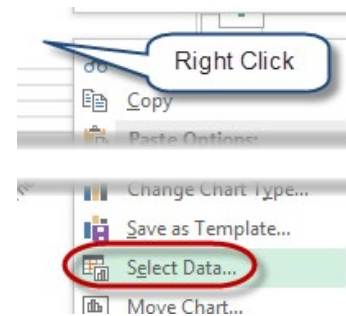 Right Click
Copy
Paste Options:
Change Chart Type...
Save as Template...
Select Data...
Move Chart...